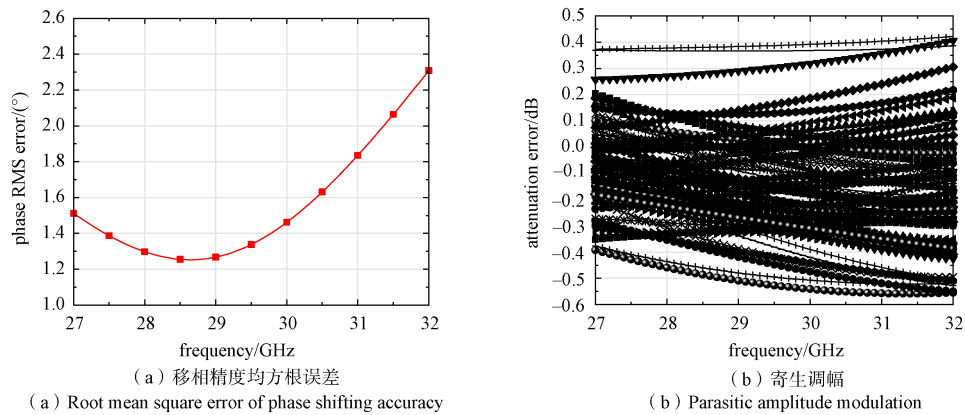 2.6
2.4
2.2
2.0
1.8
1.6
1.4
1.2
1.0
phase RMS error/(°)
27 28 29 30 31 32
frequency/GHz
（a）移相精度均方根误差
（a）Root mean square error of phase shifting accuracy
0.5
0.4
0.3
0.2
0.1
0.0
–0.1
–0.2
–0.3
–0.4
–0.5
–0.6
attenuation error/dB
27 28 29 30 31 32
frequency/GHz
（b）寄生调幅
（b）Parasitic amplitude modulation